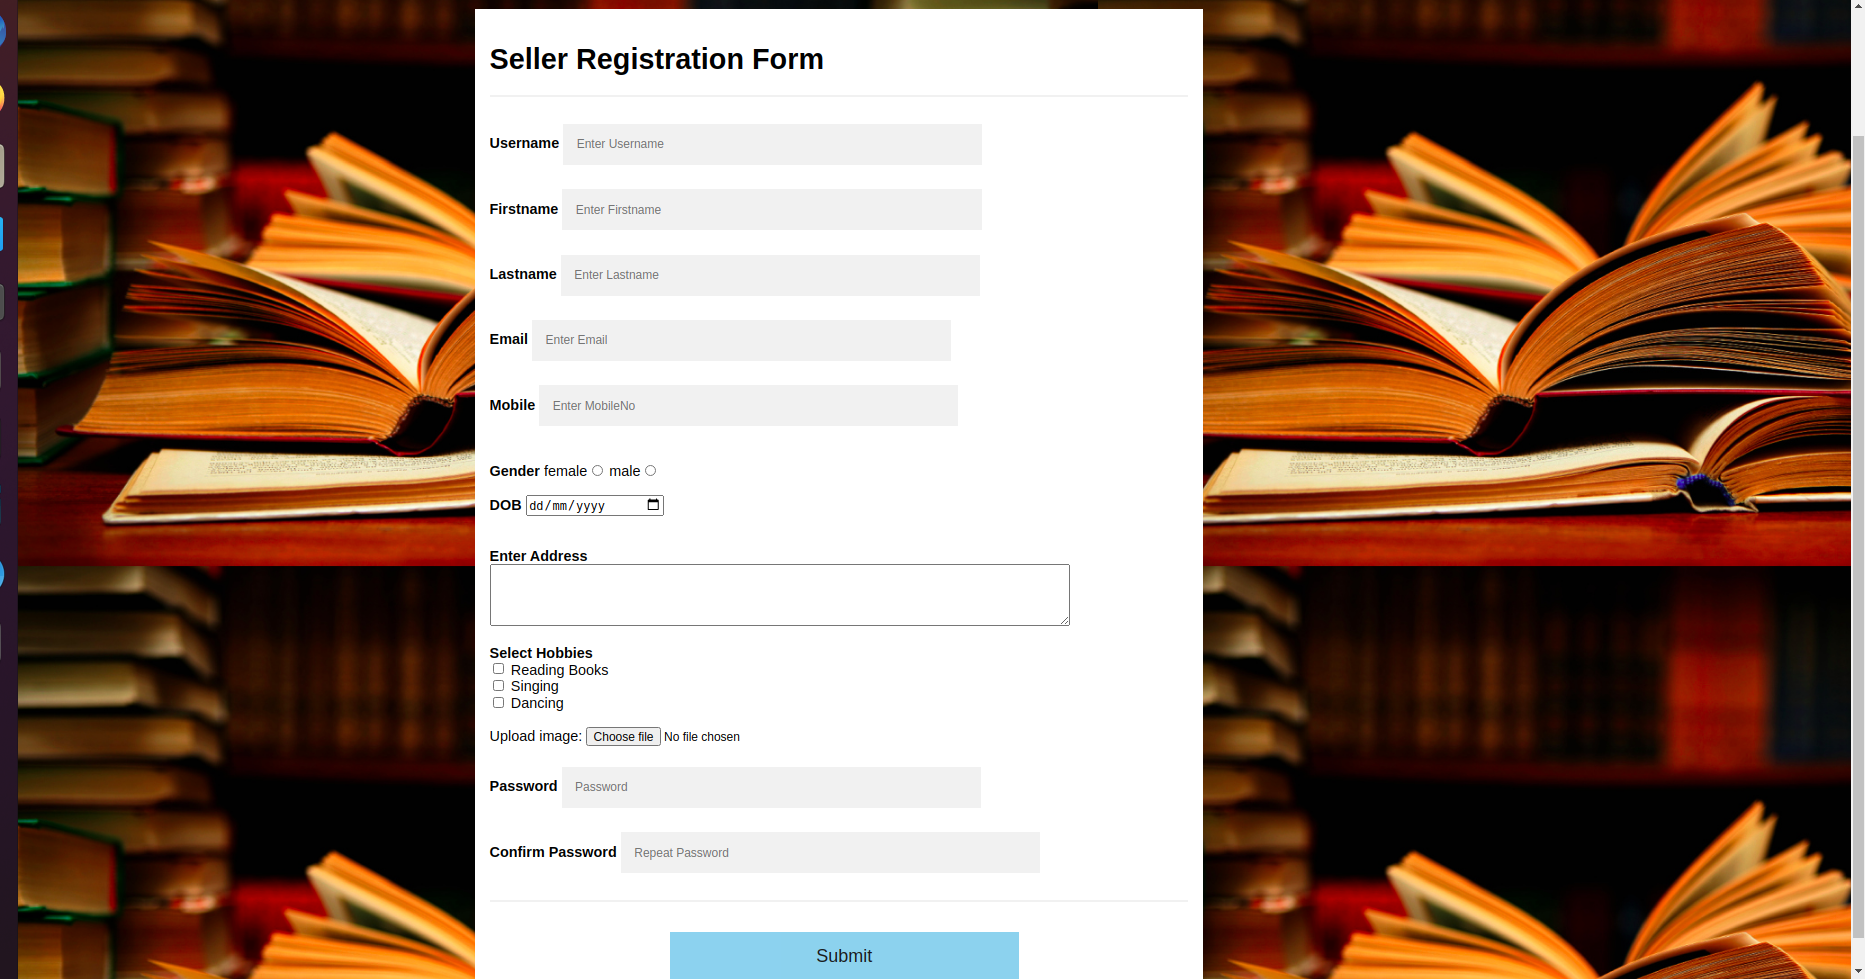 Seller Registration Form
Username Enter Username
Firstname Enter Firstname
Lastname Enter Lastname
Email Enter Email
Mobile Enter MobileNo
Gender female male
DOB dd/mm/yyyy
Enter Address
Select Hobbies
Reading Books
Singing
Dancing
Upload image: Choose file No file chosen
Password Password
Confirm Password Repeat Password
Submit